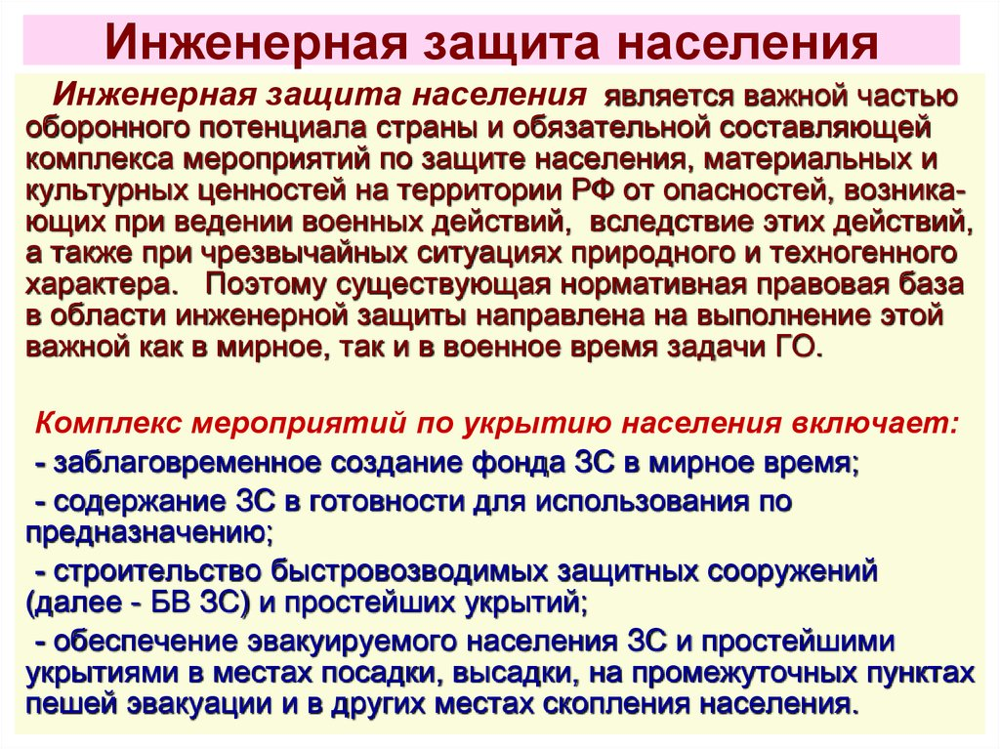 Инженерная защита населения
Инженерная защита населения является важной частью
оборонного потенциала страны и обязательной составляющей
комплекса мероприятий по защите населения, материальных и
культурных ценностей на территории РФ от опасностей, возника-
ющих при ведении военных действий, вследствие этих действий,
а также при чрезвычайных ситуациях природного и техногенного
характера. Поэтому существующая нормативная правовая база
в области инженерной защиты направлена на выполнение этой
важной как в мирное, так и в военное время задачи ГО.
Комплекс мероприятий по укрытию населения включает:
- заблаговременное создание фонда ЗС в мирное время;
- содержание ЗС в готовности для использования по
предназначению;
- строительство быстровозводимых защитных сооружений
(далее - БВ ЗС) и простейших укрытий;
- обеспечение эвакуируемого населения ЗС и простейшими
укрытиями в местах посадки, высадки, на промежуточных пунктах
пешей эвакуации и в других местах скопления населения.